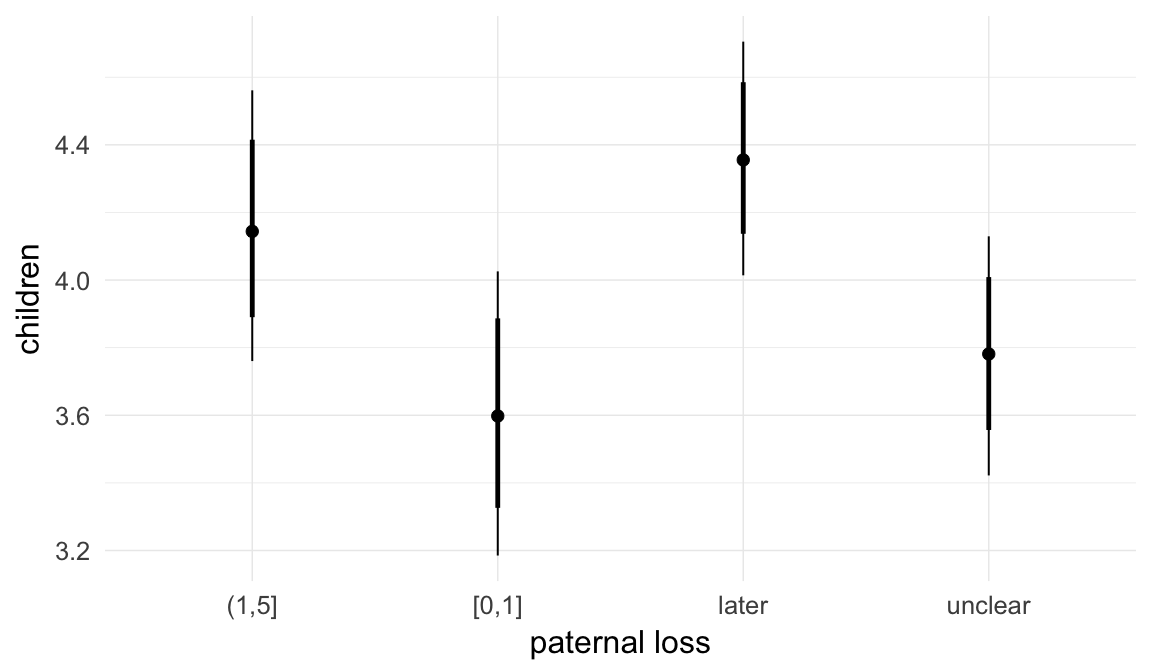 children
4.4
4.0
3.6
3.2
(1,5]
[0,1]
later
unclear
paternal loss